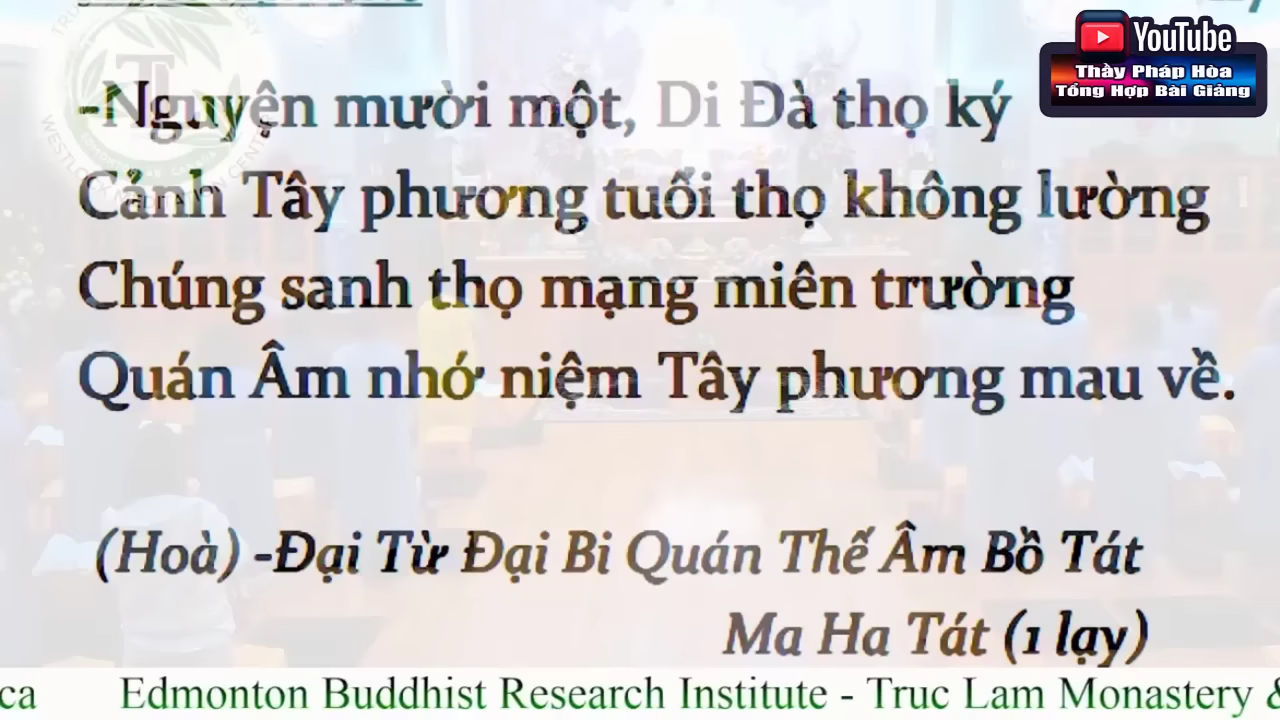 YouTube
Thầy Pháp Hòa
Tổng Hợp Bài Giảng
-Nguyện mười một, Di Đà thọ ký
Cảnh Tây phương tuổi thọ không lường
Chúng sanh thọ mạng miên trường
Quán Âm nhớ niệm Tây phương mau về.
(Hoà) -Đại Từ Đại Bi Quán Thế Âm Bồ Tát
Ma Ha Tát (1 lạy)
ca Edmonton Buddhist Research Institute - Truc Lam Monastery &